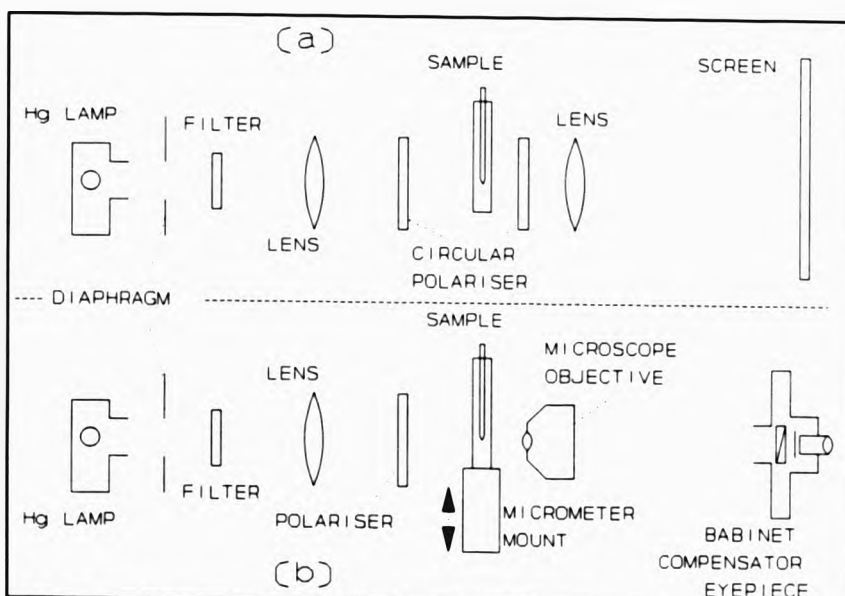 (a)
SAMPLE
SCREEN
Hg LAMP
FILTER
LENS
LENS
CIRCULAR
POLARISER
DIAPHRAGM
SAMPLE
MICROSCOPE
OBJECTIVE
LENS
FILTER
Hg LAMP
POLARISER
MICROMETER
MOUNT
BABINET
COMPENSATOR
EYEPIECE
(b)